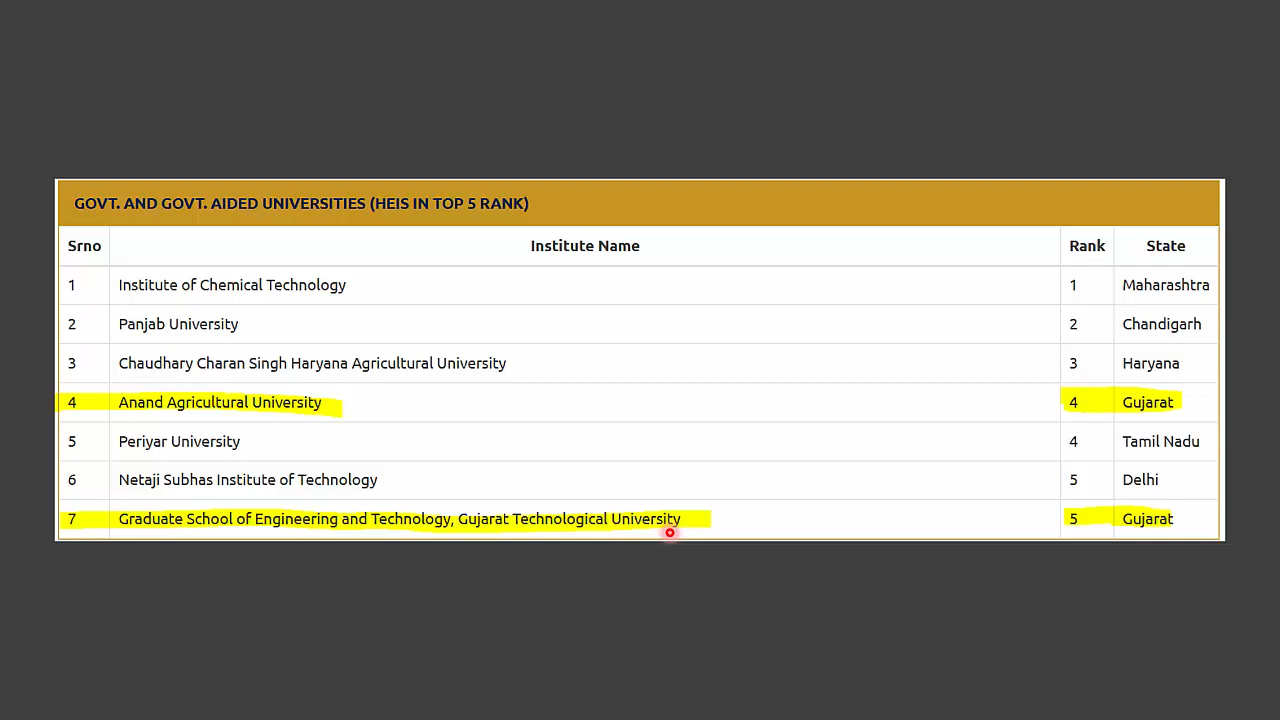 GOVT. AND GOVT. AIDED UNIVERSITIES (HEIS IN TOP 5 RANK)
Srno Institute Name Rank State
1 Institute of Chemical Technology 1 Maharashtra
2 Panjab University 2 Chandigarh
3 Chaudhary Charan Singh Haryana Agricultural University 3 Haryana
4 Anand Agricultural University 4 Gujarat
5 Periyar University 4 Tamil Nadu
6 Netaji Subhas Institute of Technology 5 Delhi
7 Graduate School of Engineering and Technology, Gujarat Technological University 5 Gujarat